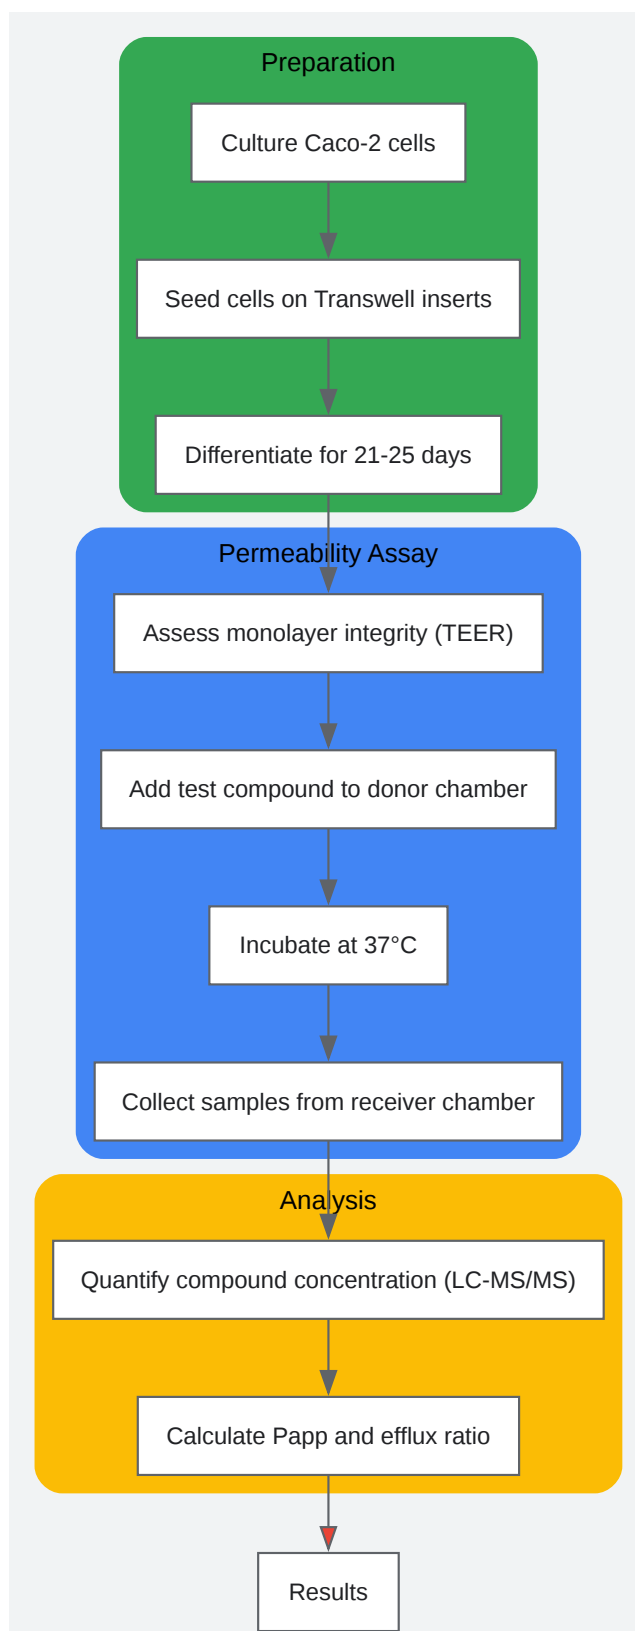 Preparation
Culture Caco-2 cells
Seed cells on Transwell inserts
Differentiate for 21-25 days
Permeability Assay
Assess monolayer integrity (TEER)
Add test compound to donor chamber
Incubate at 37°C
Collect samples from receiver chamber
Analysis
Quantify compound concentration (LC-MS/MS)
Calculate Papp and efflux ratio
Results